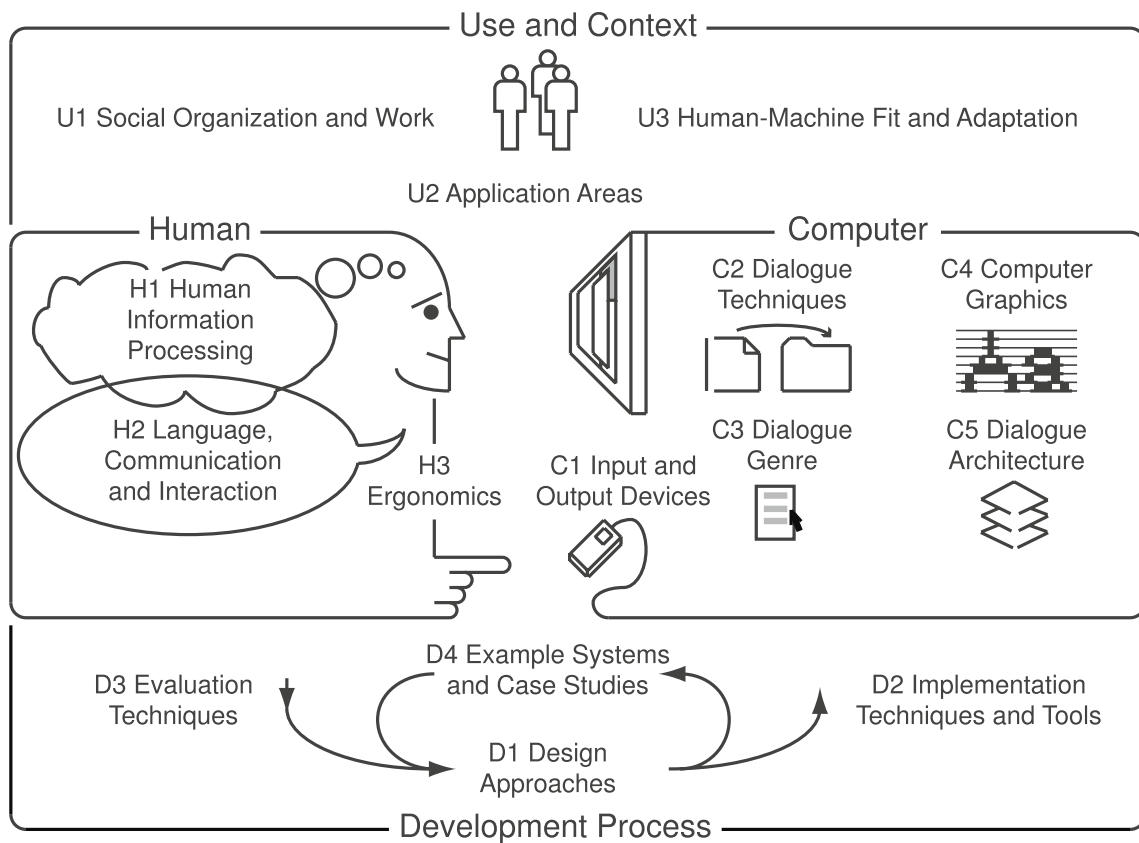 Use and Context
U1 Social Organization and Work
U3 Human-Machine Fit and Adaptation
U2 Application Areas
Human
H1 Human
Information
Processing
H2 Language,
Communication
and Interaction
H3
Ergonomics
Computer
C1 Input and
Output Devices
C2 Dialogue
Techniques
C4 Computer
Graphics
C3 Dialogue
Genre
C5 Dialogue
Architecture
D3 Evaluation
Techniques
D4 Example Systems
and Case Studies
D2 Implementation
Techniques and Tools
D1 Design
Approaches
Development Process